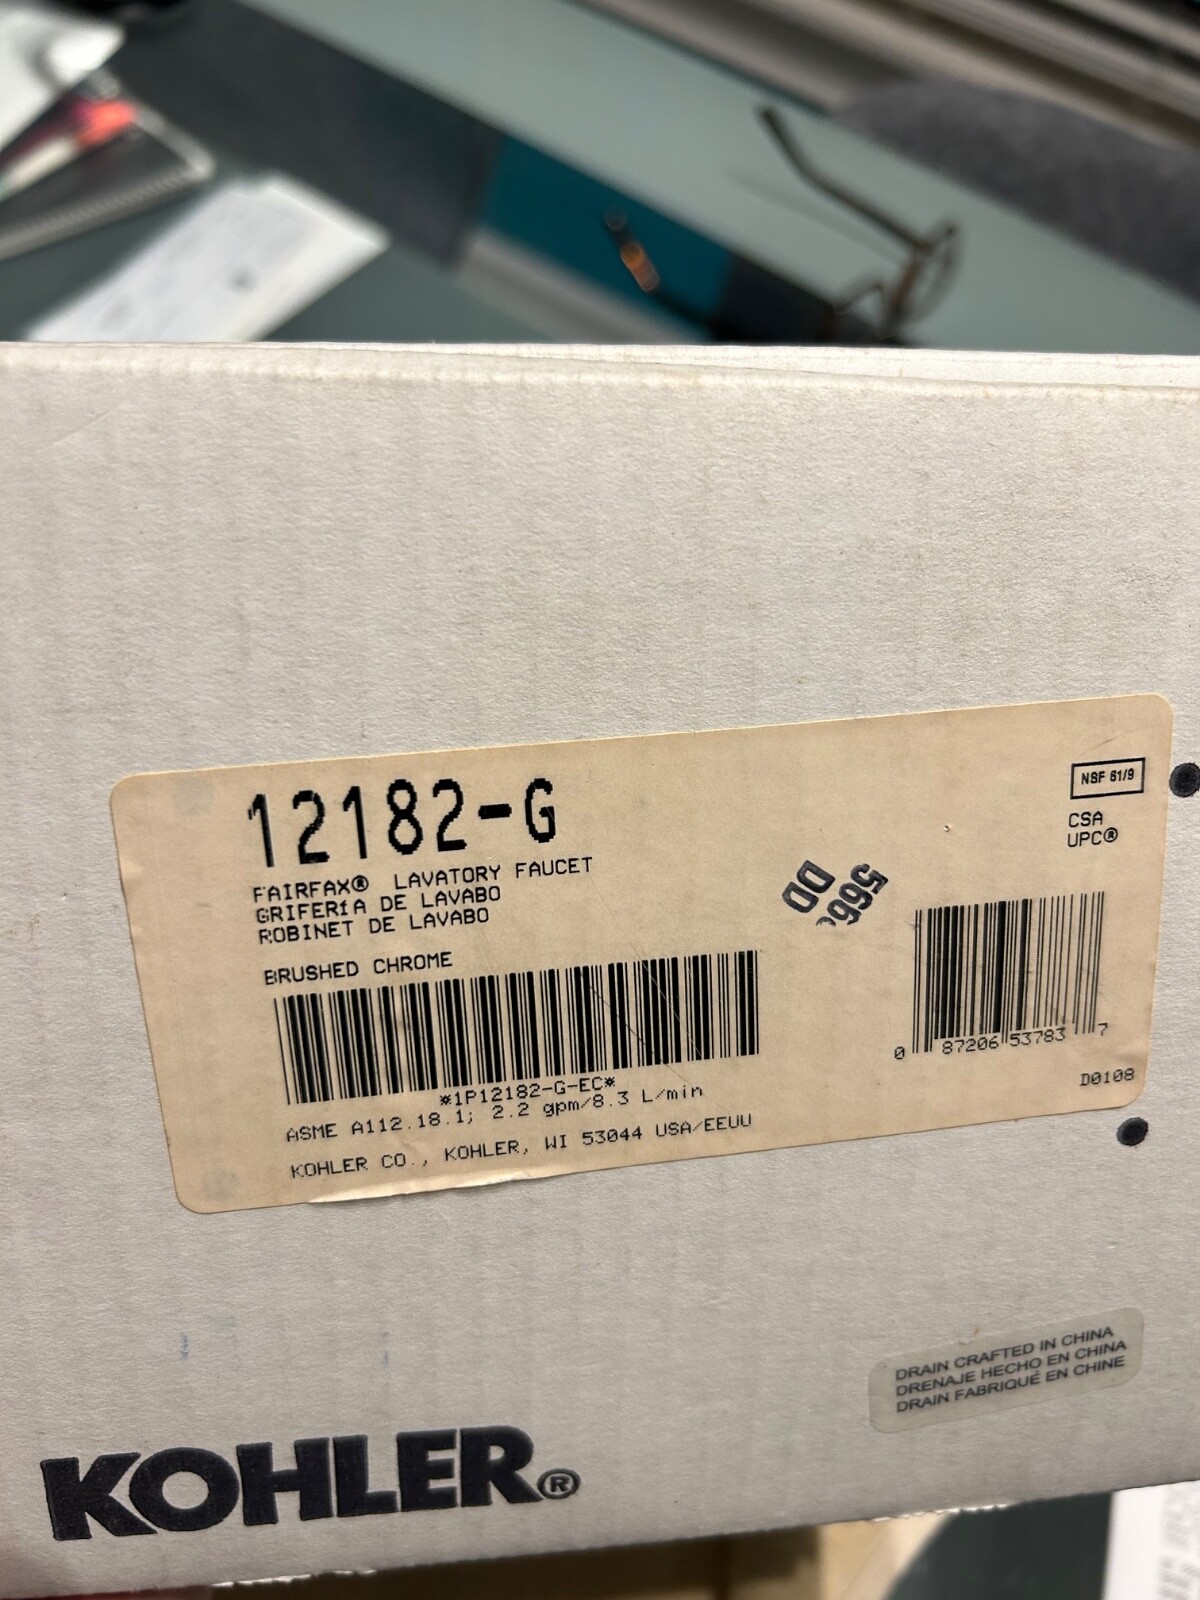 12182-G
FAIRFAX® LAVATORY FAUCET
GRIFERÍA DE LAVABO
ROBINET DE LAVABO
BRUSHED CHROME
*1P12182-G-EC*
ASME A112.18.1; 2.2 gpm/8.3 L/min
KOHLER CO., KOHLER, WI 53044 USA/EEUU
566
DD
NSF 61/9
CSA
UPC®
0 87206 53783 7
D0108
DRAIN CRAFTED IN CHINA
DRENAJE HECHO EN CHINA
DRAIN FABRIQUÉ EN CHINE
KOHLER®